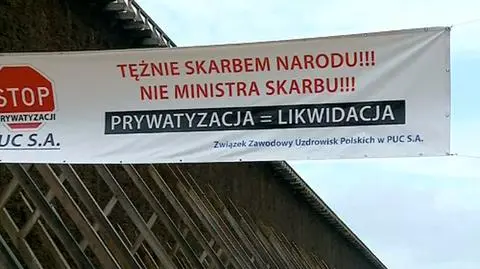 TĘŻNIE SKARBEM NARODU!!!
NIE MINISTRA SKARBU!!!
PRYWATYZACJA = LIKWIDACJA
Związek Zawodowy Uzdrowisk Polskich w PUC S.A.
STOP
PRYWATYZACJI
PUC S.A.